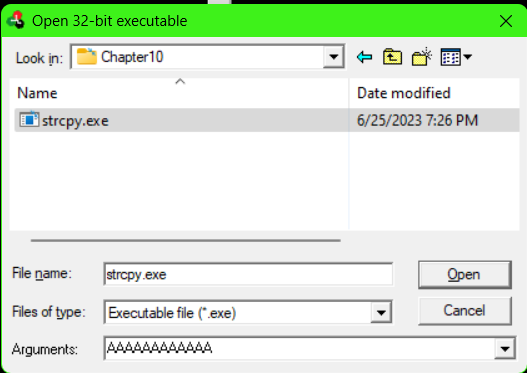 Open 32-bit executable
Look in: Chapter10
Name Date modified
strcpy.exe 6/25/2023 7:26 PM
File name: strcpy.exe Open
Files of type: Executable file (*.exe) Cancel
Arguments: AAAAAAAAAAAA